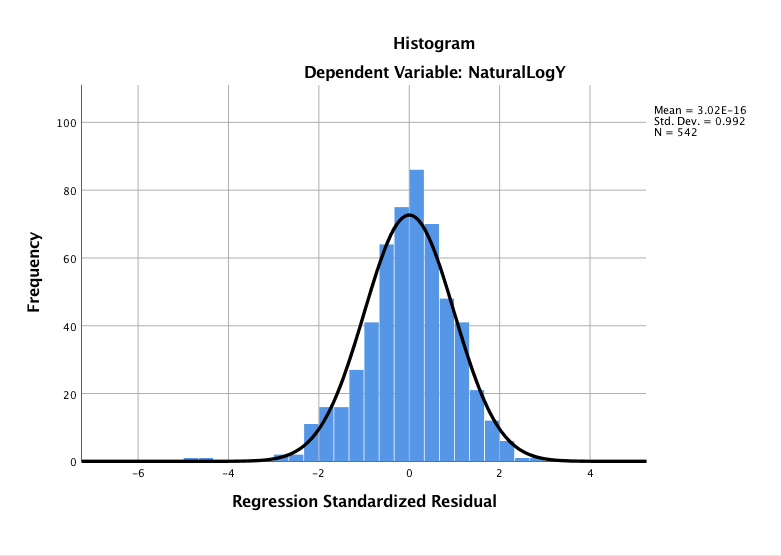 Histogram
Dependent Variable: NaturalLogY
Mean = 3.02E-16
Std. Dev. = 0.992
N = 542
100
80
60
40
20
0
Frequency
-6
-4
-2
0
2
4
Regression Standardized Residual